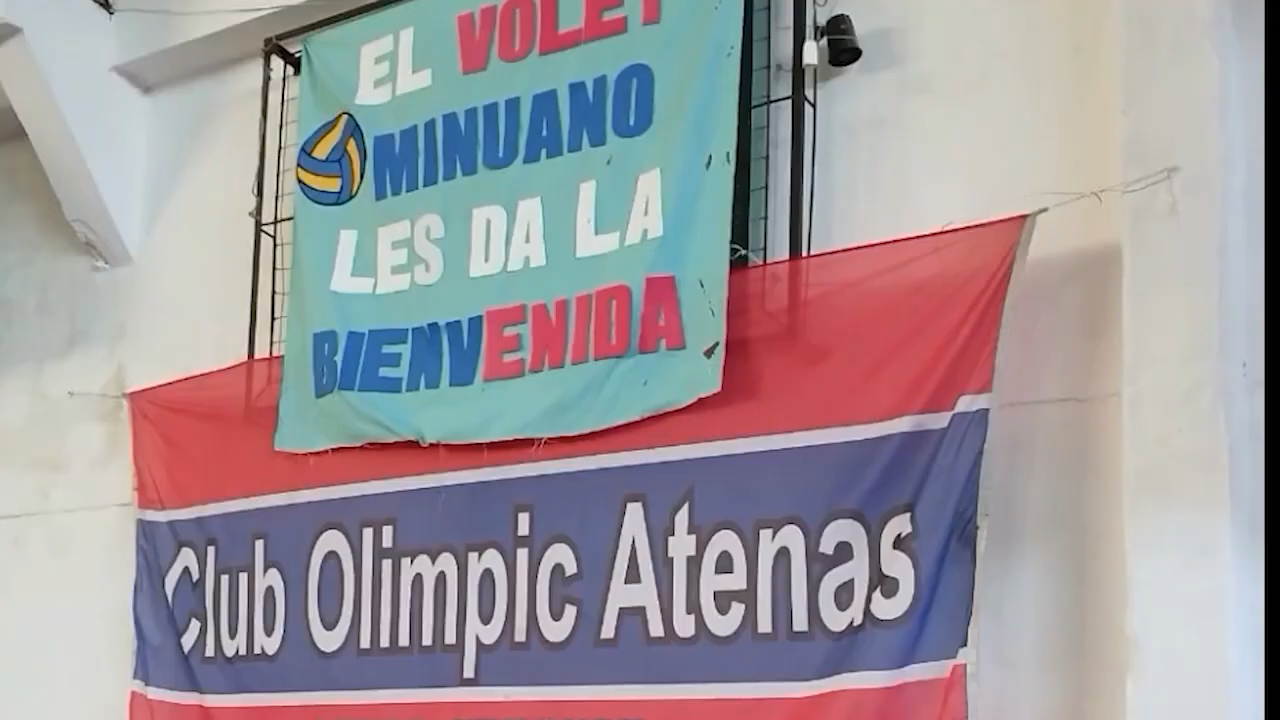 EL VOLEY
MINUANO
LES DA LA
BIENVENIDA
Club Olimpic Atenas